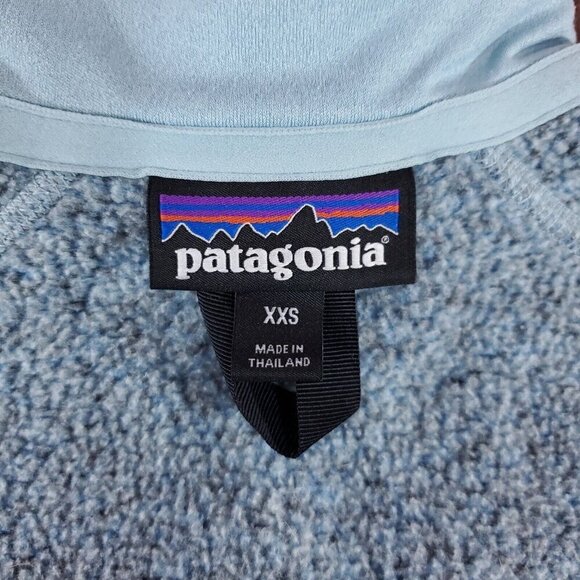 patagonia®
XXS
MADE IN
THAILAND